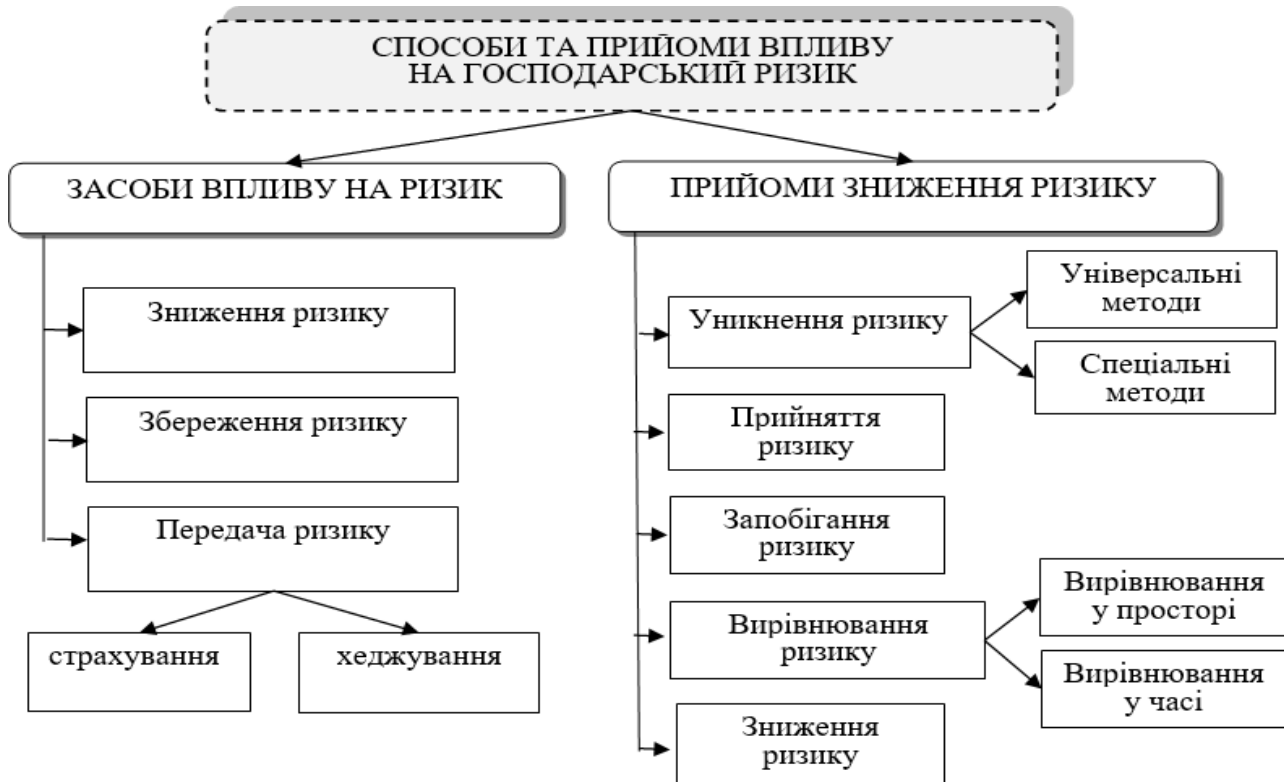 СПОСОБИ ТА ПРИЙОМИ ВПЛИВУ
НА ГОСПОДАРСЬКИЙ РИЗИК
ЗАСОБИ ВПЛИВУ НА РИЗИК
Зниження ризику
Збереження ризику
Передача ризику
страхування
хеджування
ПРИЙОМИ ЗНИЖЕННЯ РИЗИКУ
Уникнення ризику
Універсальні
методи
Спеціальні
методи
Прийняття
ризику
Запобігання
ризику
Вирівнювання
ризику
Вирівнювання
у просторі
Вирівнювання
у часі
Зниження
ризику